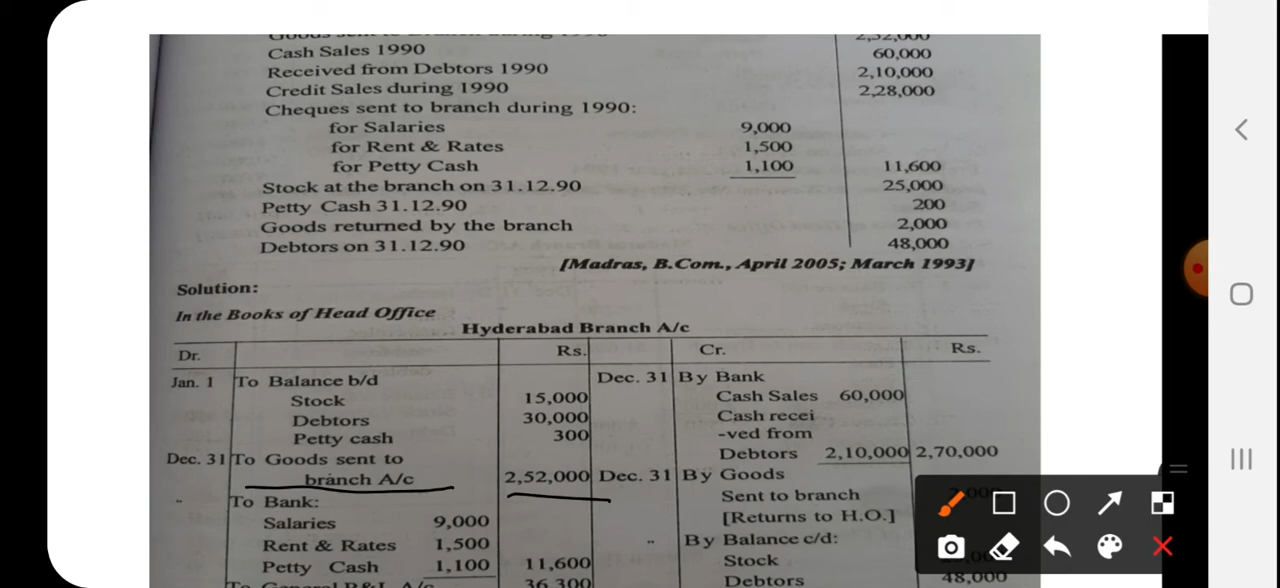 Cash Sales 1990 60,000
Received from Debtors 1990 2,10,000
Credit Sales during 1990 2,28,000
Cheques sent to branch during 1990:
for Salaries 9,000
for Rent & Rates 1,500
for Petty Cash 1,100 11,600
Stock at the branch on 31.12.90 25,000
Petty Cash 31.12.90 200
Goods returned by the branch 2,000
Debtors on 31.12.90 48,000
[Madras, B.Com., April 2005; March 1993]
Solution:
In the Books of Head Office
Hyderabad Branch A/c
Dr. Rs. Cr. Rs.
Jan. 1 To Balance b/d Dec. 31 By Bank
Stock 15,000 Cash Sales 60,000
Debtors 30,000 Cash recei
Petty cash 300 -ved from
Debtors 2,10,000 2,70,000
Dec. 31 To Goods sent to
branch A/c 2,52,000 Dec. 31 By Goods
" To Bank: Sent to branch
Salaries 9,000 [Returns to H.O.]
Rent & Rates 1,500 " By Balance c/d:
Petty Cash 1,100 11,600 Stock
36,300 Debtors 48,000